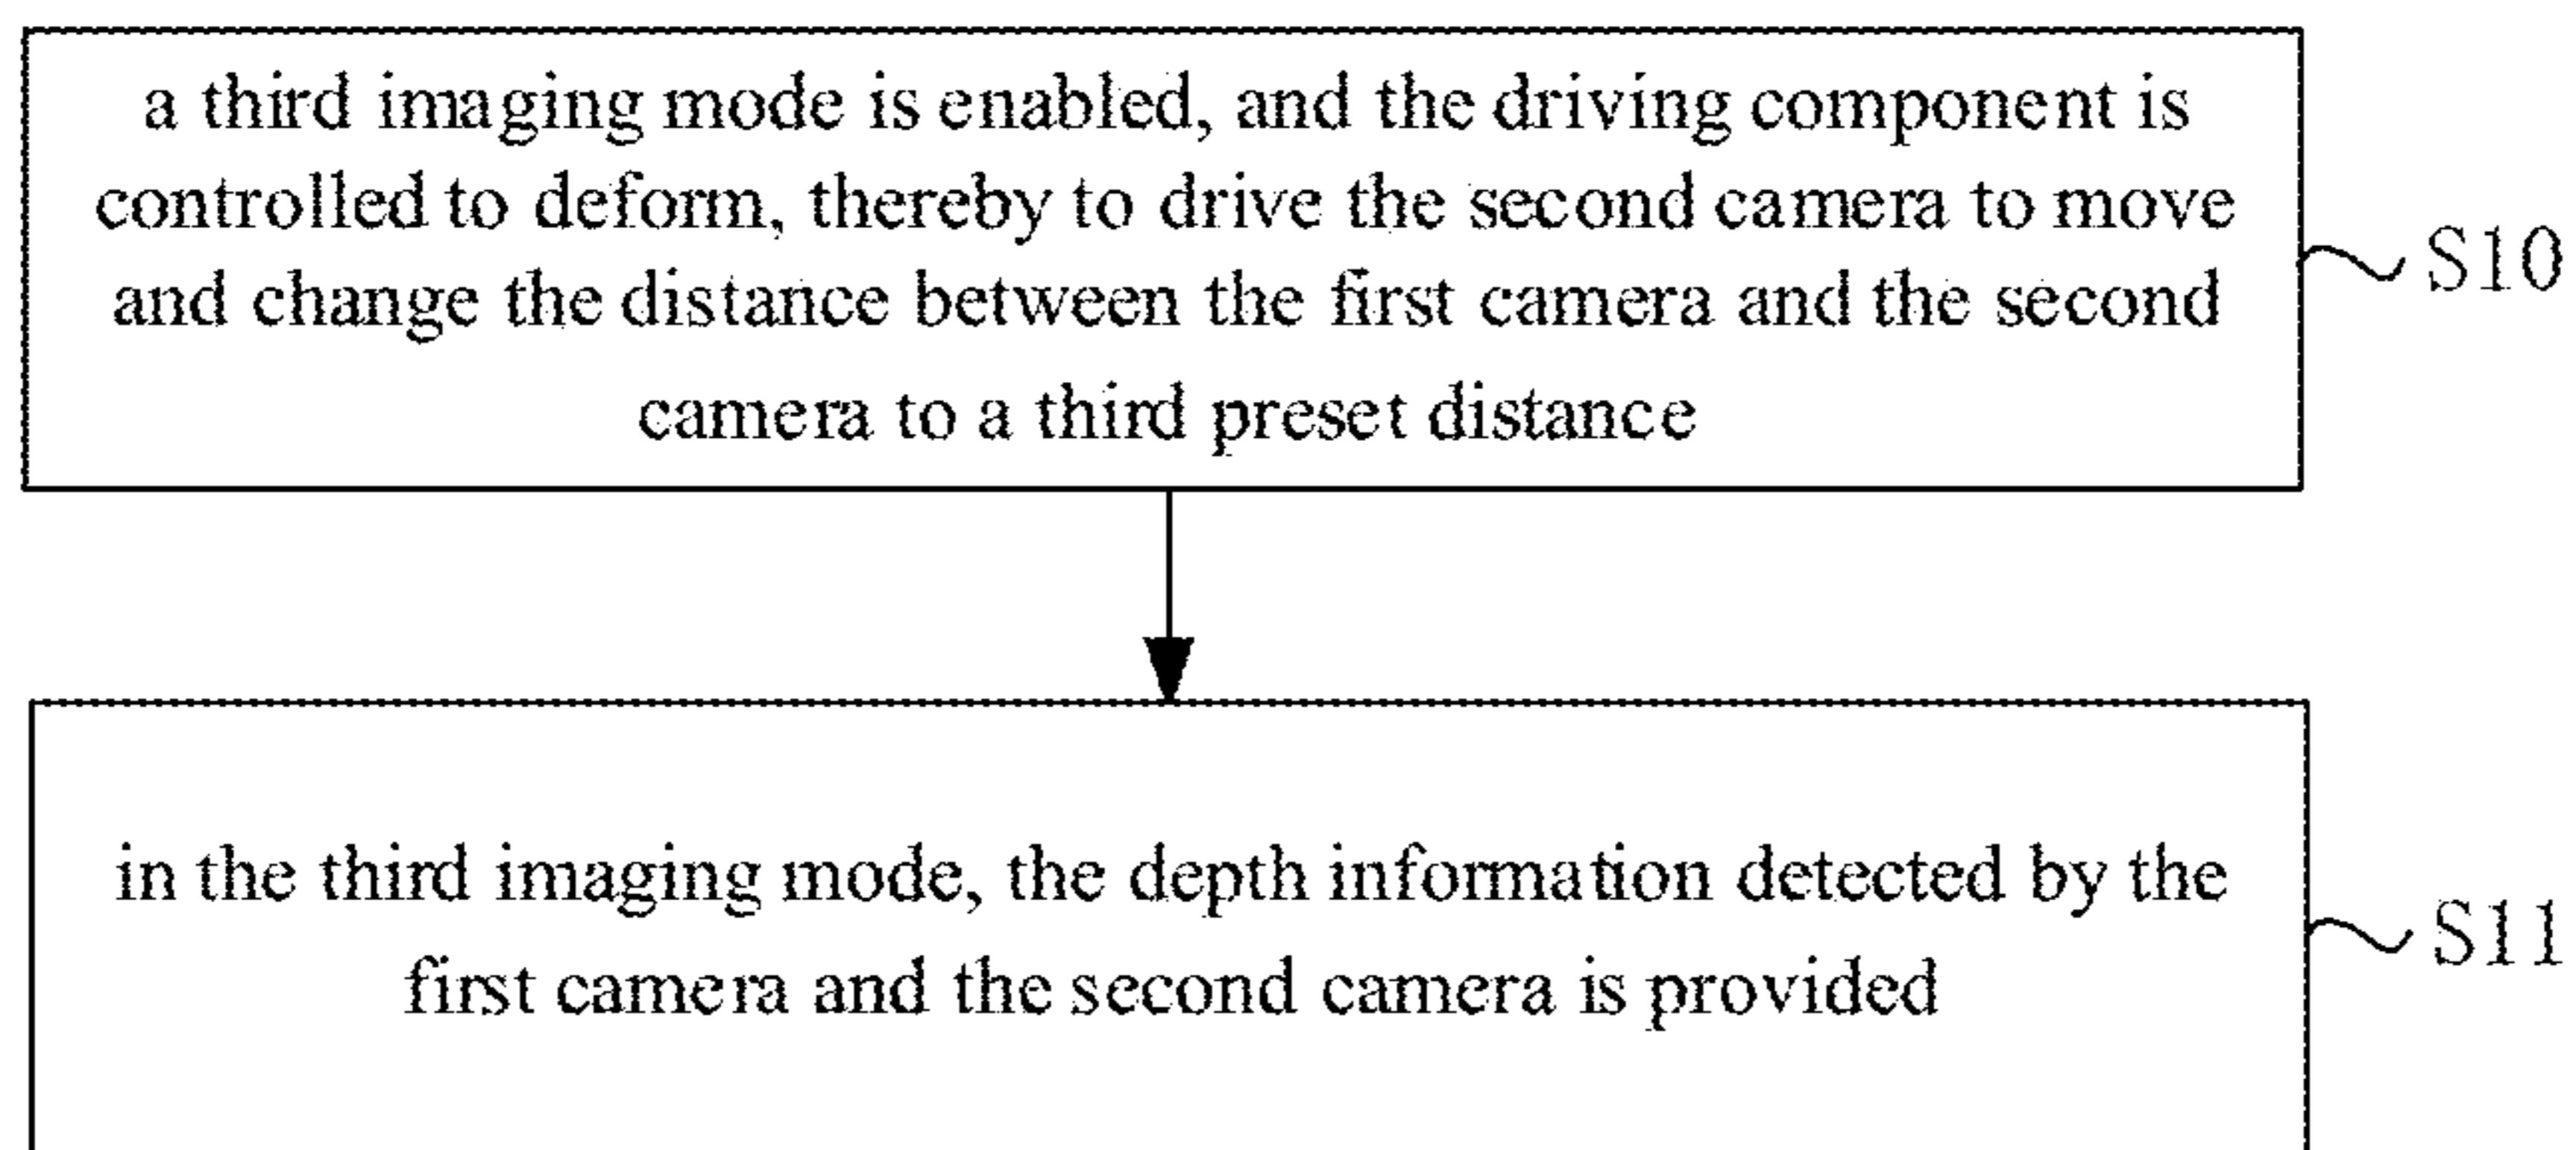 a third imaging mode is enabled, and the driving component is
controlled to deform, thereby to drive the second camera to move
and change the distance between the first camera and the second
camera to a third preset distance
S10
in the third imaging mode, the depth information detected by the
first camera and the second camera is provided
S11